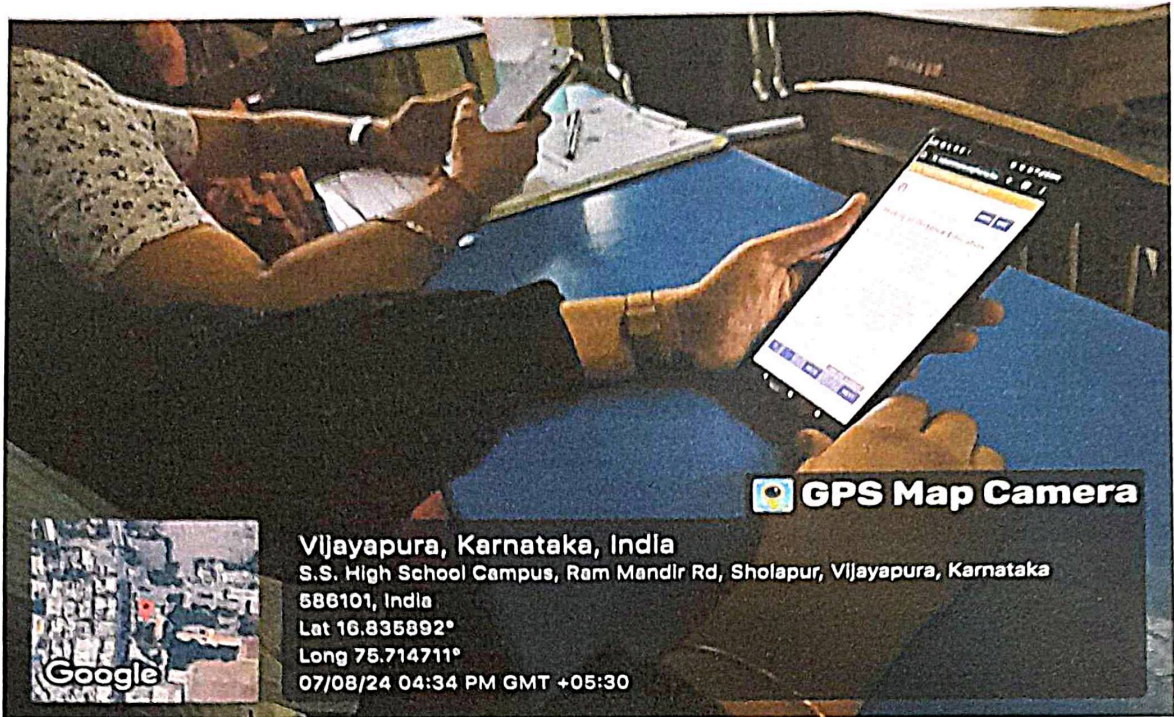 GPS Map Camera
Vijayapura, Karnataka, India
S.S. High School Campus, Ram Mandir Rd, Sholapur, Vijayapura, Karnataka
586101, India
Lat 16.835892°
Long 75.714711°
07/08/24 04:34 PM GMT +05:30
Google